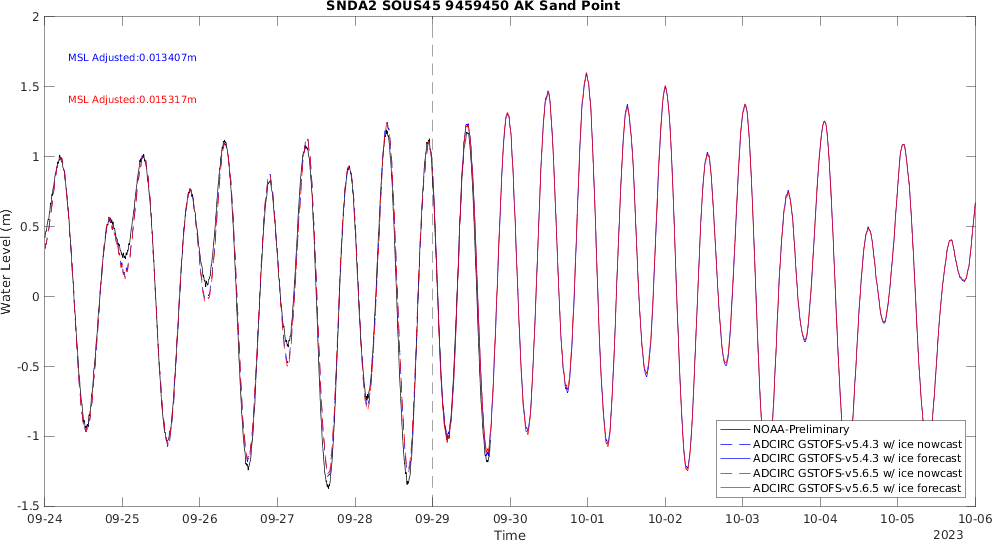 SNDA2 SOUS45 9459450 AK Sand Point
MSL Adjusted:0.013407m
MSL Adjusted:0.015317m
Water Level (m)
2
1.5
1
0.5
0
-0.5
-1
-1.5
NOAA-Preliminary
ADCIRC GSTOFS-v5.4.3 w/ ice nowcast
ADCIRC GSTOFS-v5.4.3 w/ ice forecast
ADCIRC GSTOFS-v5.6.5 w/ ice nowcast
ADCIRC GSTOFS-v5.6.5 w/ ice forecast
09-24 09-25 09-26 09-27 09-28 09-29 09-30 10-01 10-02 10-03 10-04 10-05 10-06
Time
2023